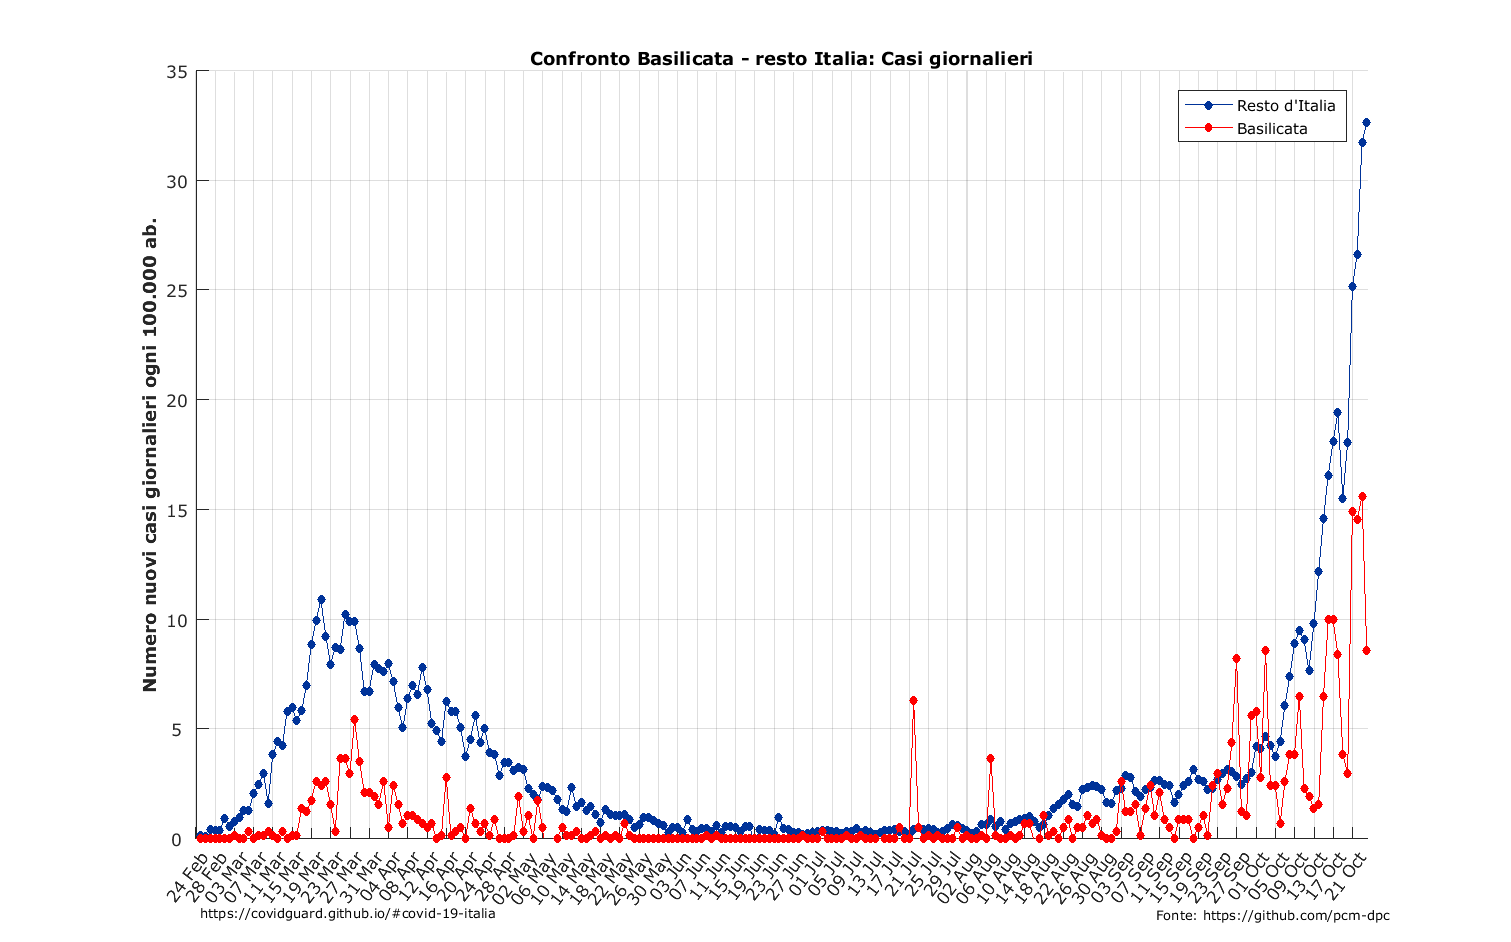 Confronto Basilicata - resto Italia: Casi giornalieri
Resto d'Italia
Basilicata
Numero nuovi casi giornalieri ogni 100.000 ab.
35
30
25
20
15
10
5
0
24 Feb
28 Feb
03 Mar
07 Mar
11 Mar
15 Mar
19 Mar
23 Mar
27 Mar
31 Mar
04 Apr
08 Apr
12 Apr
16 Apr
20 Apr
24 Apr
28 Apr
02 May
06 May
10 May
14 May
18 May
22 May
26 May
30 May
03 Jun
07 Jun
11 Jun
15 Jun
19 Jun
23 Jun
27 Jun
01 Jul
05 Jul
09 Jul
13 Jul
17 Jul
21 Jul
25 Jul
29 Jul
02 Aug
06 Aug
10 Aug
14 Aug
18 Aug
22 Aug
26 Aug
30 Aug
03 Sep
07 Sep
11 Sep
15 Sep
19 Sep
23 Sep
27 Sep
01 Oct
05 Oct
09 Oct
13 Oct
17 Oct
21 Oct
https://covidguard.github.io/#covid-19-italia
Fonte: https://github.com/pcm-dpc